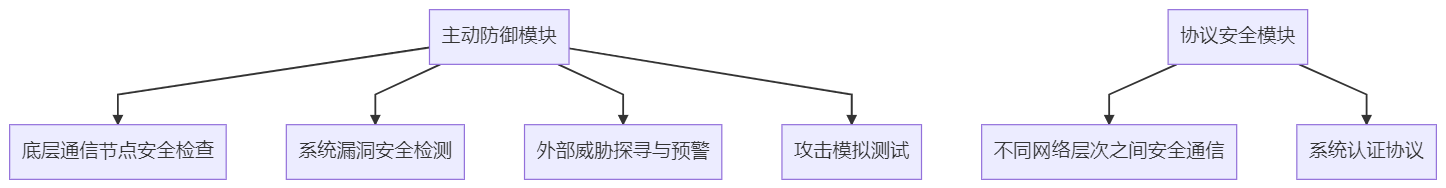 主动防御模块
协议安全模块
底层通信节点安全检查
系统漏洞安全检测
外部威胁探寻与预警
攻击模拟测试
不同网络层次之间安全通信
系统认证协议